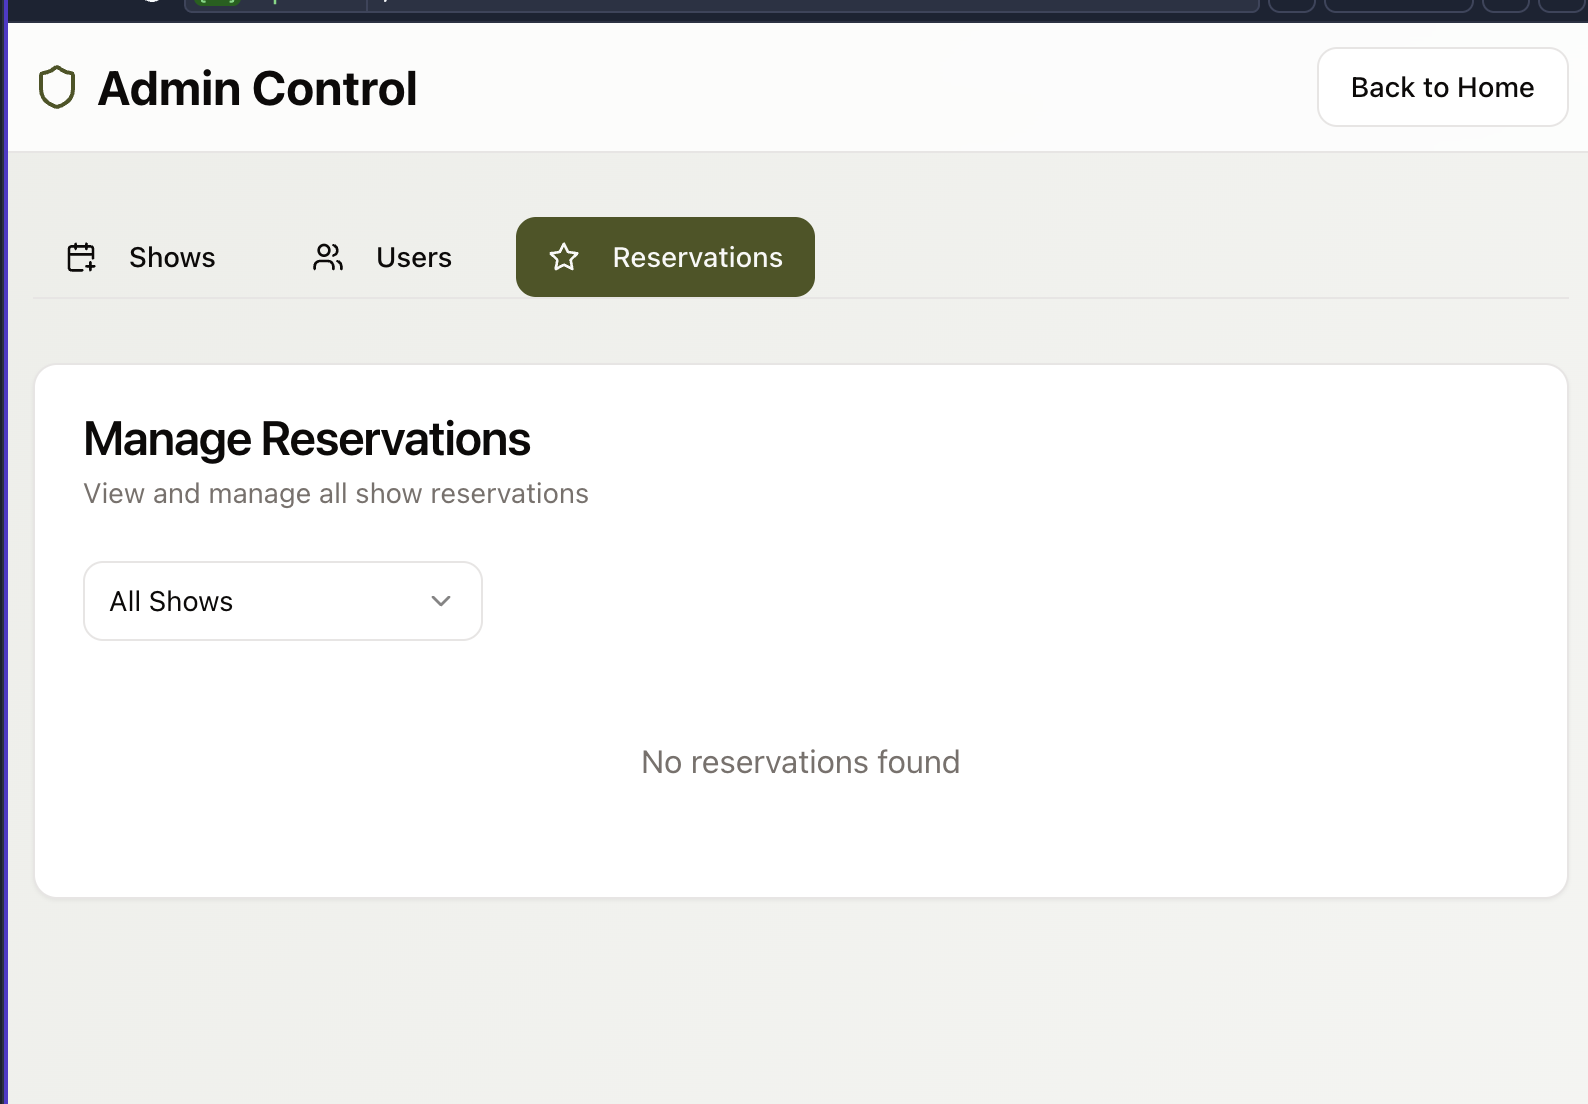 Admin Control
Back to Home
Shows
Users
Reservations
Manage Reservations
View and manage all show reservations
All Shows
No reservations found